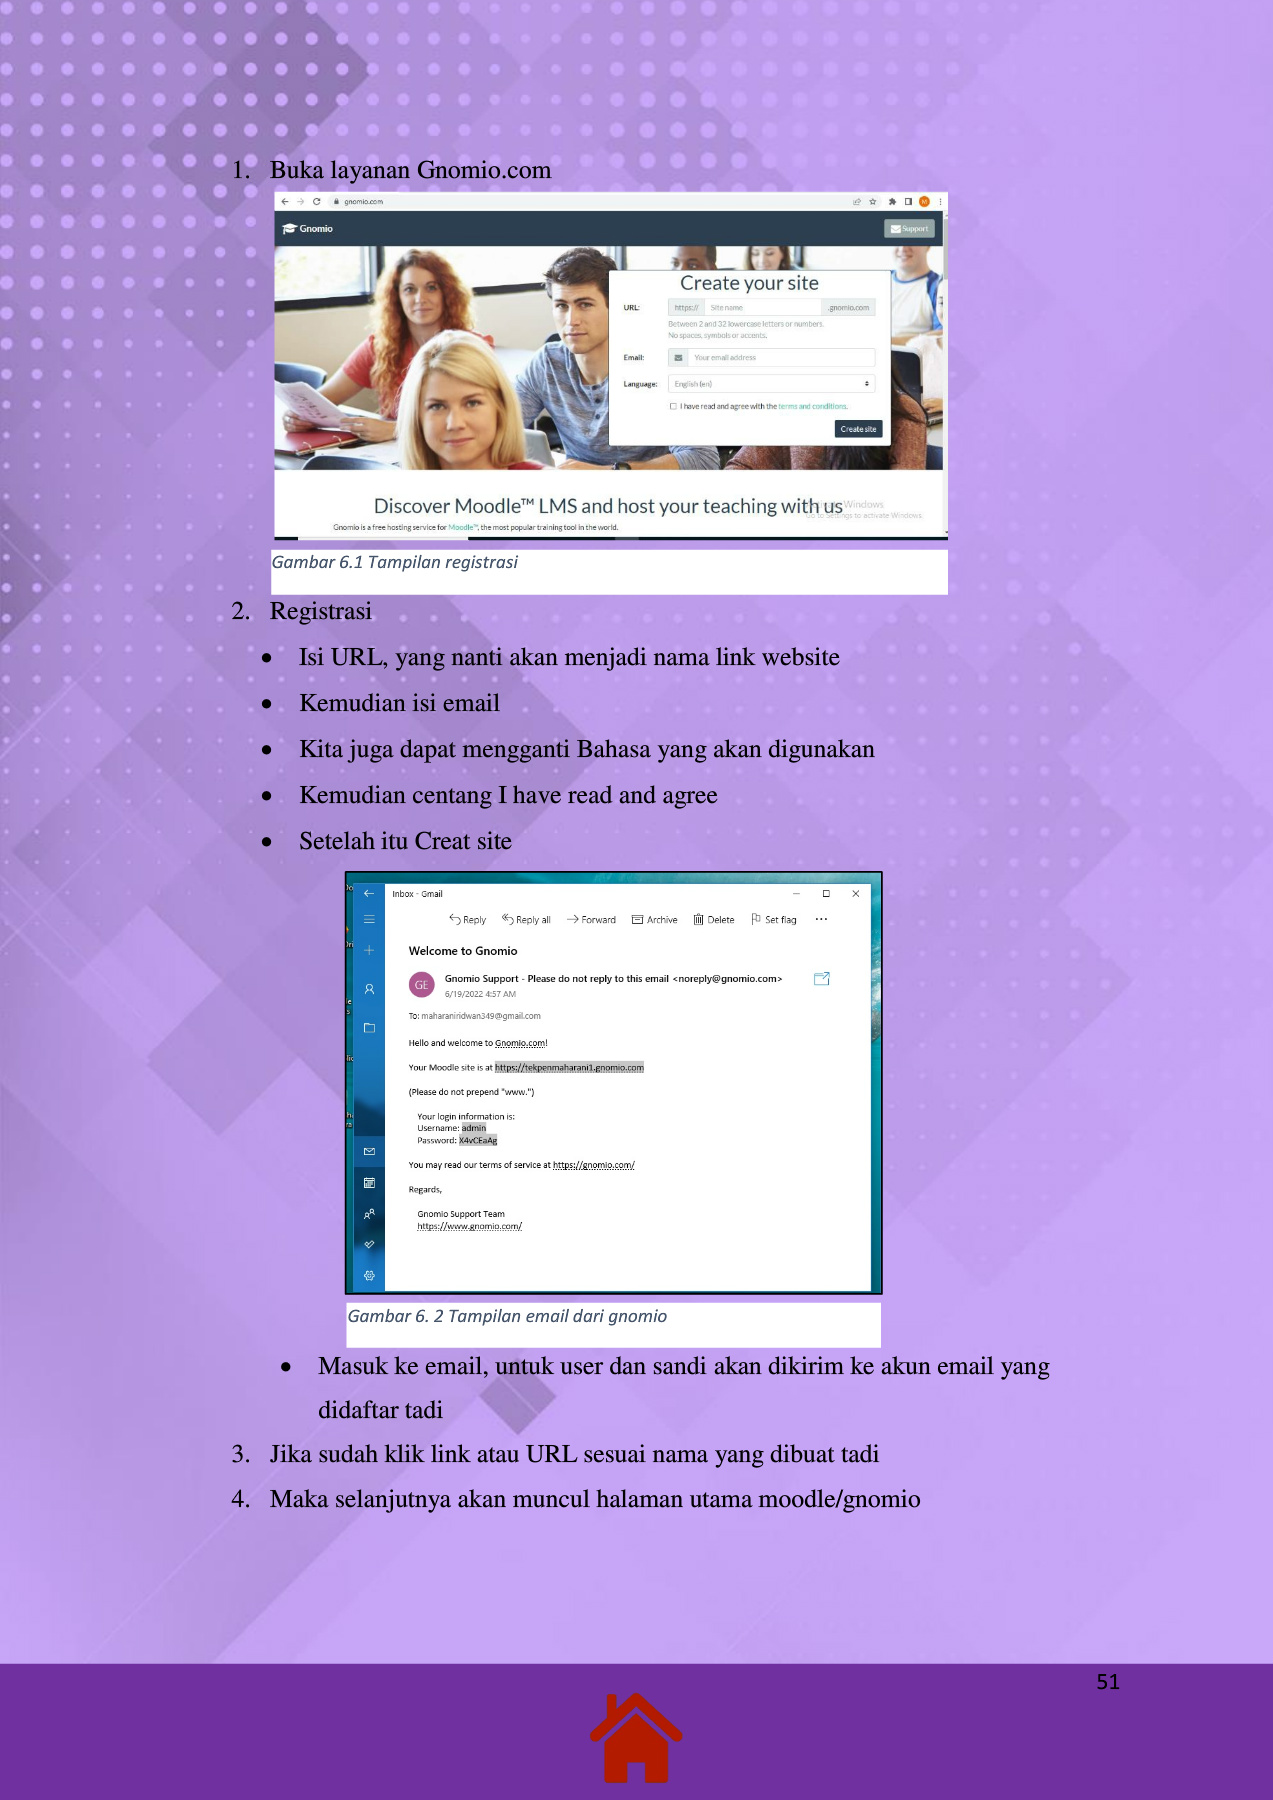 1. Buka layanan Gnomio.com
gnomio.com
Gnomio
Support
Create your site
URL: https:// Site name .gnomio.com
Between 2 and 32 lowercase letters or numbers.
No spaces, symbols or accents.
Email: Your email address
Language: English (en)
I have read and agree with the terms and conditions.
Create site
Discover Moodle™ LMS and host your teaching with us
Windows
Go to Settings to activate Windows.
Gnomio is a free hosting service for Moodle™, the most popular training tool in the world.
Gambar 6.1 Tampilan registrasi
2. Registrasi
• Isi URL, yang nanti akan menjadi nama link website
• Kemudian isi email
• Kita juga dapat mengganti Bahasa yang akan digunakan
• Kemudian centang I have read and agree
• Setelah itu Creat site
Inbox - Gmail
Reply Reply all Forward Archive Delete Set flag ...
Welcome to Gnomio
GE
Gnomio Support - Please do not reply to this email <noreply@gnomio.com>
6/19/2022 4:57 AM
To: maharaniridwan349@gmail.com
Hello and welcome to Gnomio.com!
Your Moodle site is at https://tekpenmaharani1.gnomio.com
(Please do not prepend "www.")
Your login information is:
Username: admin
Password: X4vCEaAg
You may read our terms of service at https://gnomio.com/
Regards,
Gnomio Support Team
https://www.gnomio.com/
Gambar 6. 2 Tampilan email dari gnomio
• Masuk ke email, untuk user dan sandi akan dikirim ke akun email yang
didaftar tadi
3. Jika sudah klik link atau URL sesuai nama yang dibuat tadi
4. Maka selanjutnya akan muncul halaman utama moodle/gnomio
51